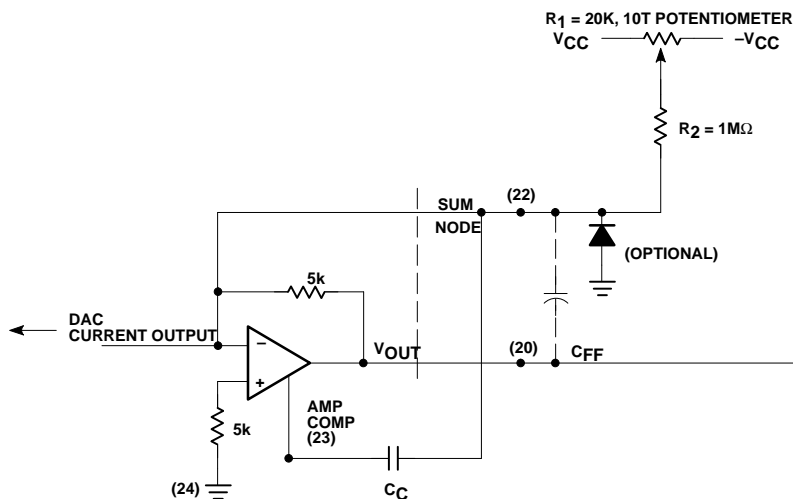 R1 = 20K, 10T POTENTIOMETER
VCC
–VCC
R2 = 1MΩ
(22)
SUM
NODE
(OPTIONAL)
5k
DAC
CURRENT OUTPUT
–
+
VOUT
(20)
CFF
5k
AMP
COMP
(23)
(24)
CC